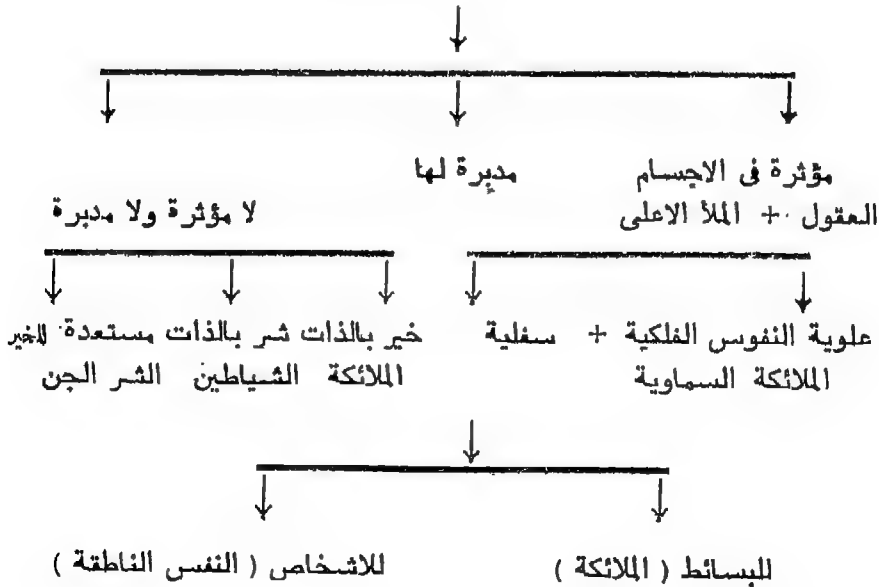 مؤثرة فى الاجسام مدبرة لها
العقول + الملأ الاعلى لا مؤثرة ولا مدبرة
علوية النفوس الفلكية + سفلية خير بالذات شر بالذات مستعدة للخير
الملائكة السماوية الملائكة الشياطين الشر الجن
للبسائط ( الملائكة ) للاشخاص ( النفس الناطقة )